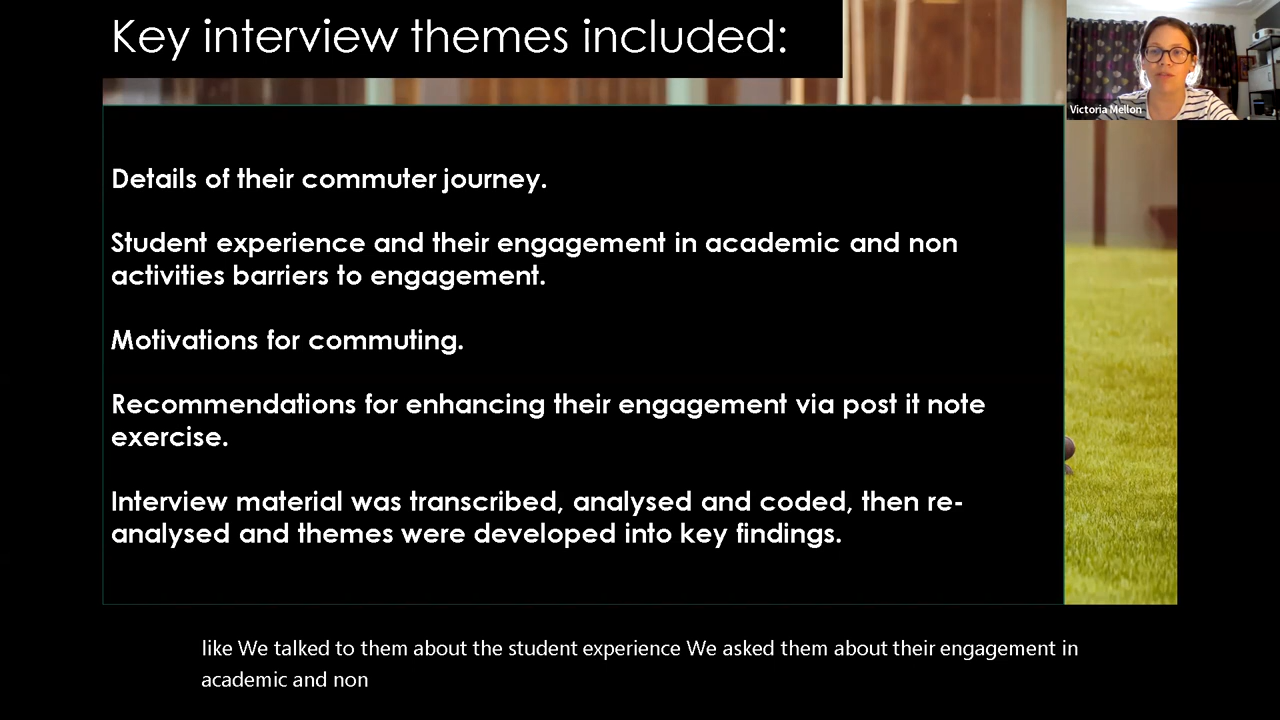 Key interview themes included:
Victoria Mellon
Details of their commuter journey.
Student experience and their engagement in academic and non
activities barriers to engagement.
Motivations for commuting.
Recommendations for enhancing their engagement via post it note
exercise.
Interview material was transcribed, analysed and coded, then re-
analysed and themes were developed into key findings.
like We talked to them about the student experience We asked them about their engagement in
academic and non